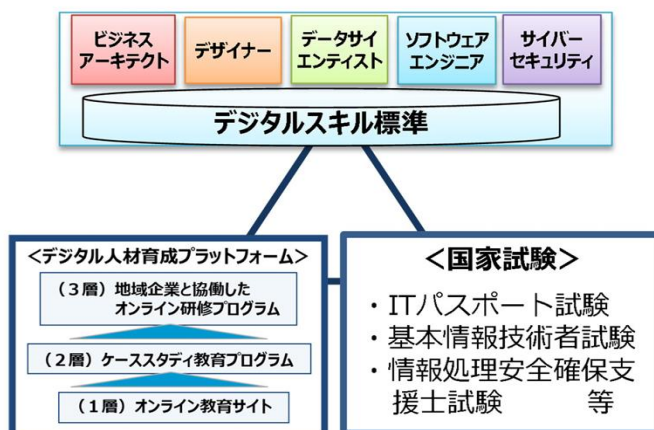 ビジネス
アーキテクト
デザイナー
データサイ
エンティスト
ソフトウェア
エンジニア
サイバー
セキュリティ
デジタルスキル標準
＜デジタル人材育成プラットフォーム＞
（３層）地域企業と協働した
オンライン研修プログラム
（２層）ケーススタディ教育プログラム
（１層）オンライン教育サイト
＜国家試験＞
・ITパスポート試験
・基本情報技術者試験
・情報処理安全確保支
援士試験　　　等